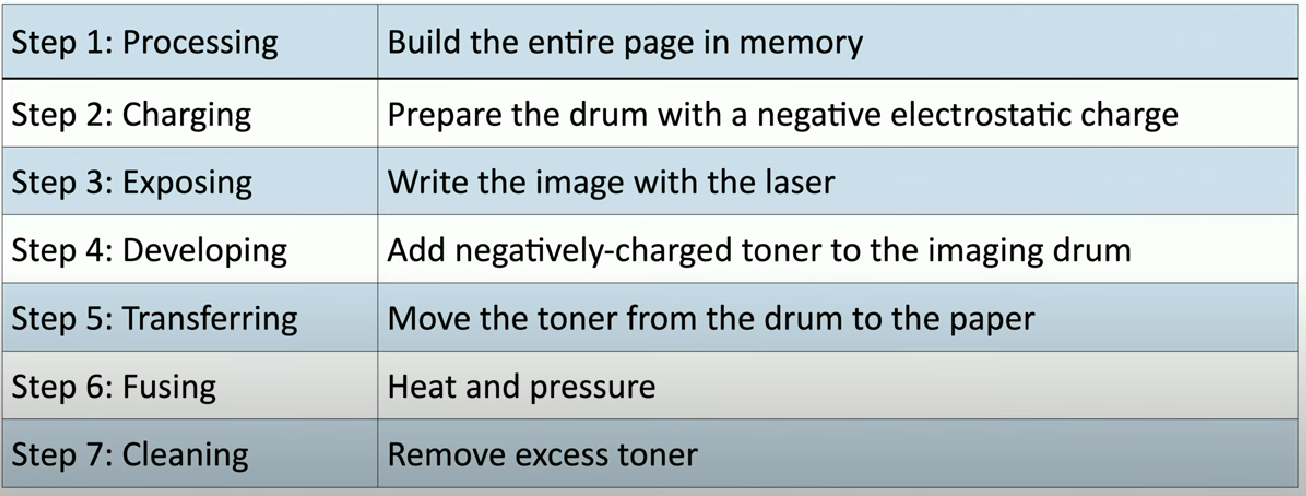 Step 1: Processing Build the entire page in memory
Step 2: Charging Prepare the drum with a negative electrostatic charge
Step 3: Exposing Write the image with the laser
Step 4: Developing Add negatively-charged toner to the imaging drum
Step 5: Transferring Move the toner from the drum to the paper
Step 6: Fusing Heat and pressure
Step 7: Cleaning Remove excess toner